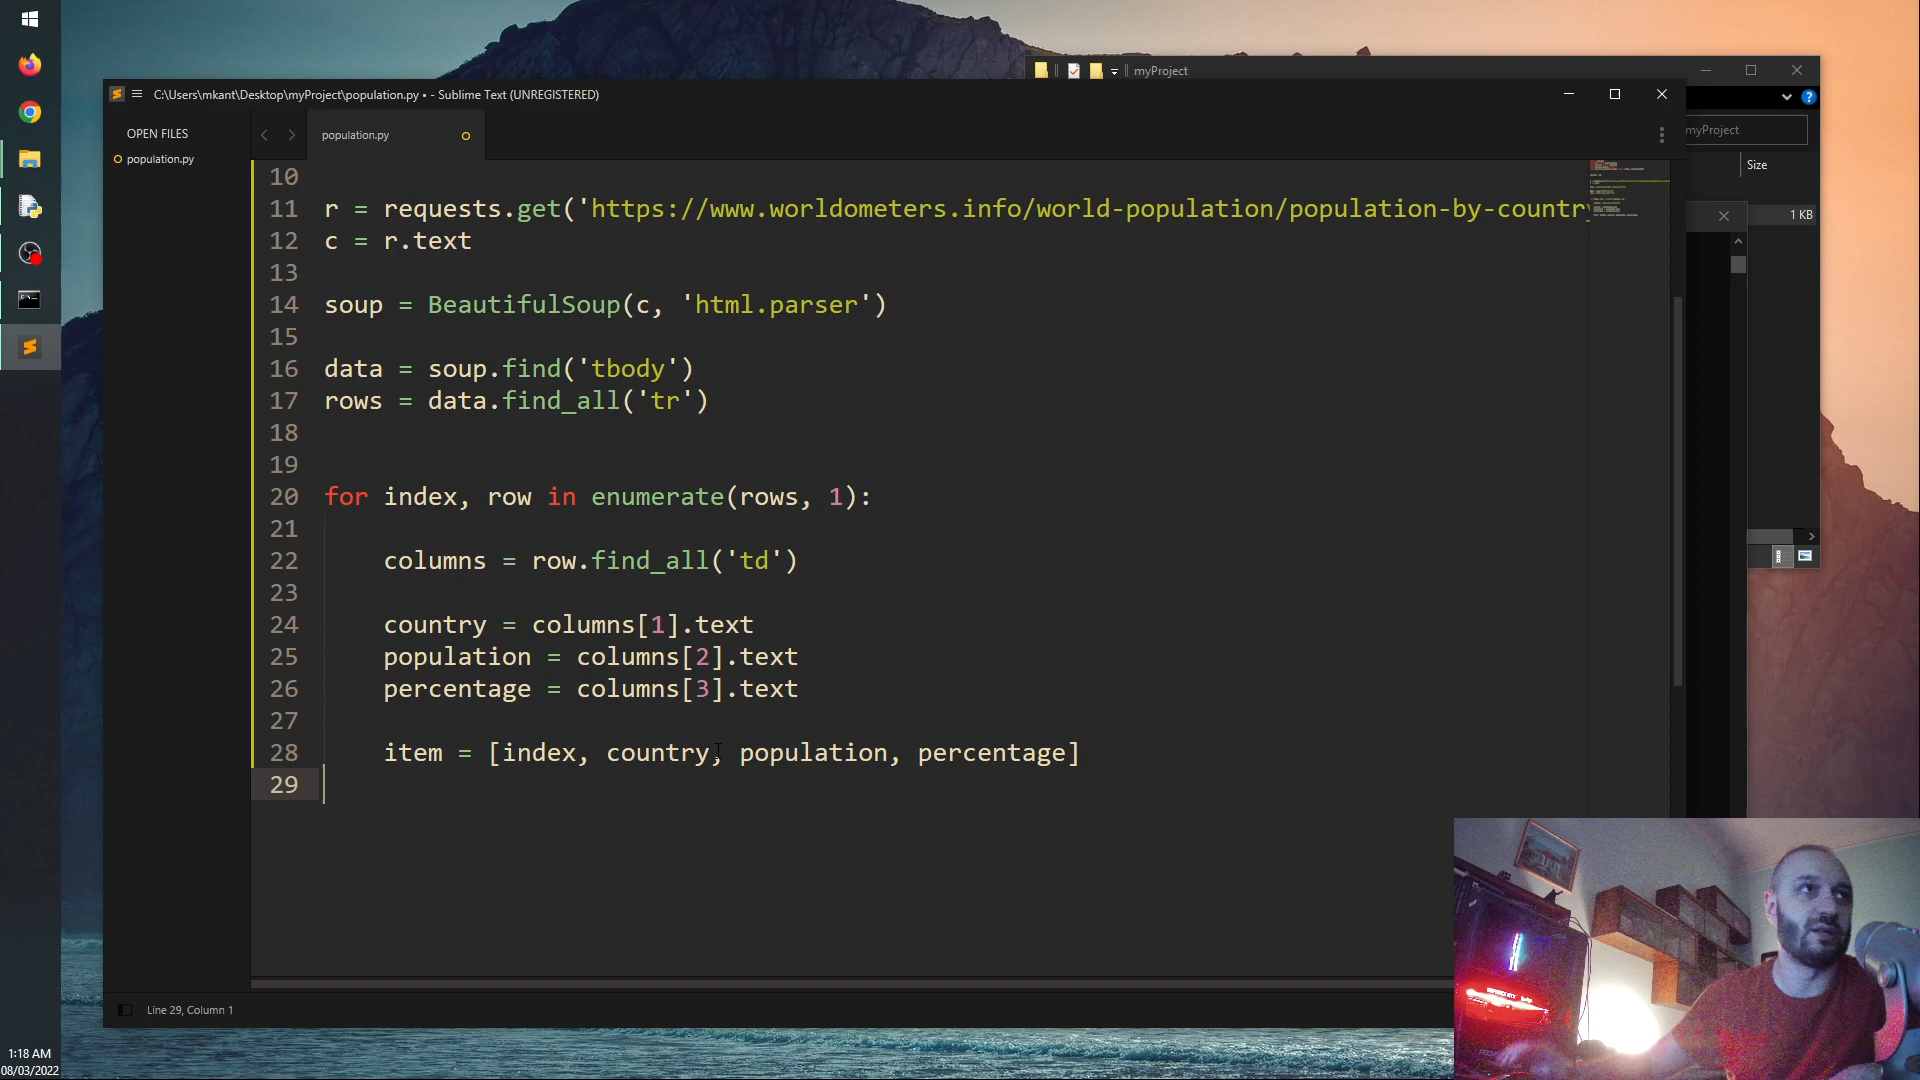 myProject
C:\Users\mkant\Desktop\myProject\population.py • - Sublime Text (UNREGISTERED)
myProject
OPEN FILES
population.py
population.py
Size
1 KB
10
11 r = requests.get('https://www.worldometers.info/world-population/population-by-country
12 c = r.text
13
14 soup = BeautifulSoup(c, 'html.parser')
15
16 data = soup.find('tbody')
17 rows = data.find_all('tr')
18
19
20 for index, row in enumerate(rows, 1):
21
22 columns = row.find_all('td')
23
24 country = columns[1].text
25 population = columns[2].text
26 percentage = columns[3].text
27
28 item = [index, country, population, percentage]
29
Line 29, Column 1
1:18 AM
08/03/2022